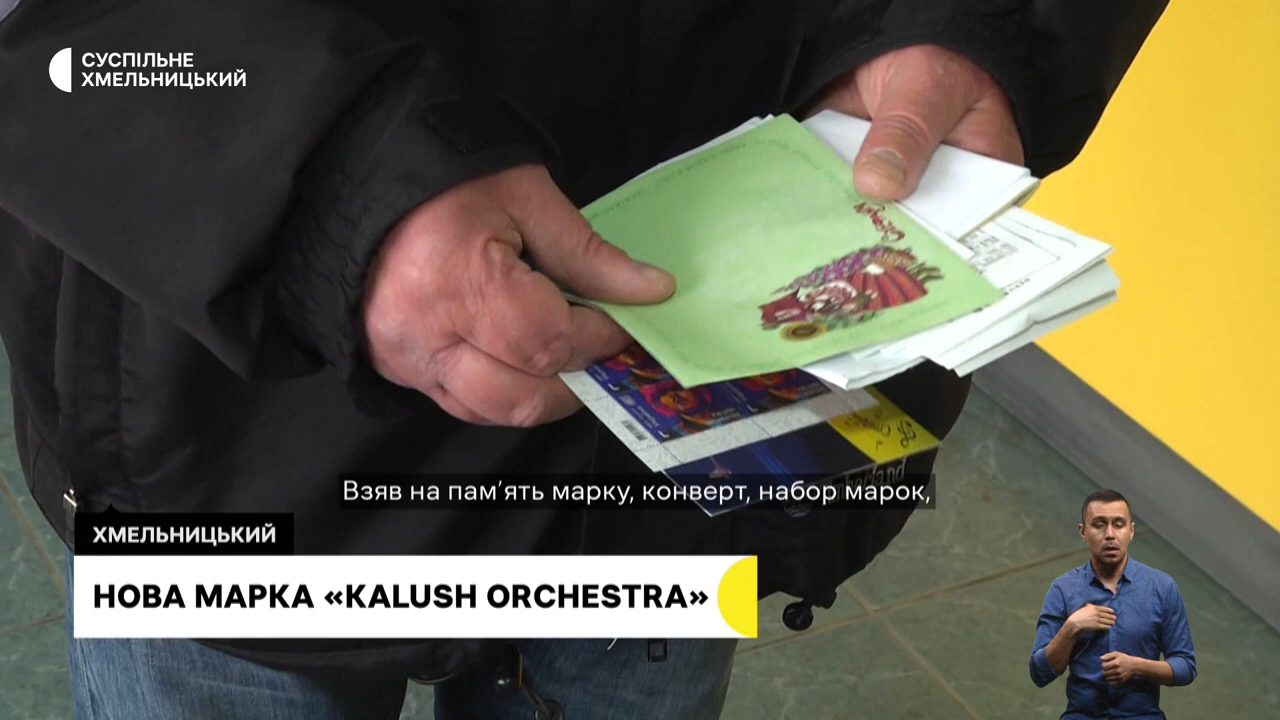 СУСПІЛЬНЕ
ХМЕЛЬНИЦЬКИЙ
Взяв на пам’ять марку, конверт, набор марок,
ХМЕЛЬНИЦЬКИЙ
НОВА МАРКА «KALUSH ORCHESTRA»